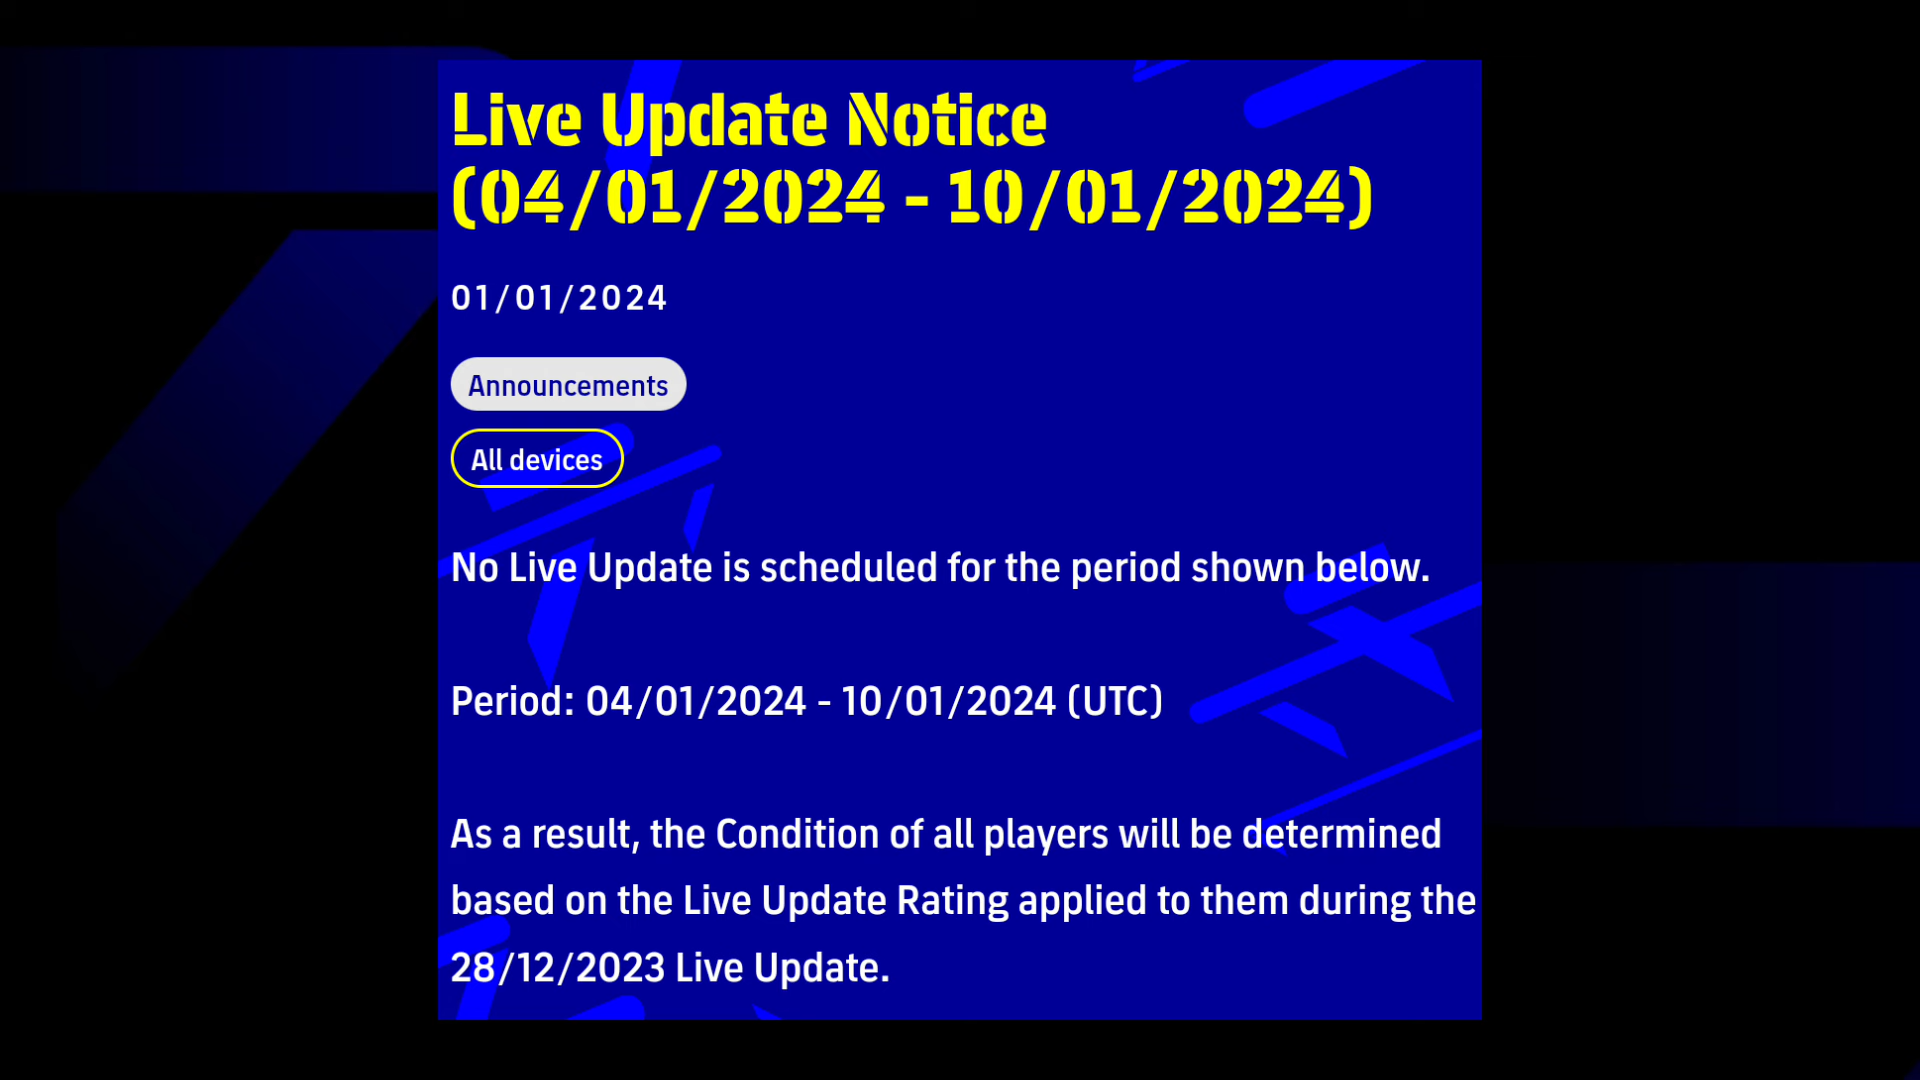 Live Update Notice
(04/01/2024 - 10/01/2024)
01/01/2024
Announcements
All devices
No Live Update is scheduled for the period shown below.
Period: 04/01/2024 - 10/01/2024 (UTC)
As a result, the Condition of all players will be determined
based on the Live Update Rating applied to them during the
28/12/2023 Live Update.